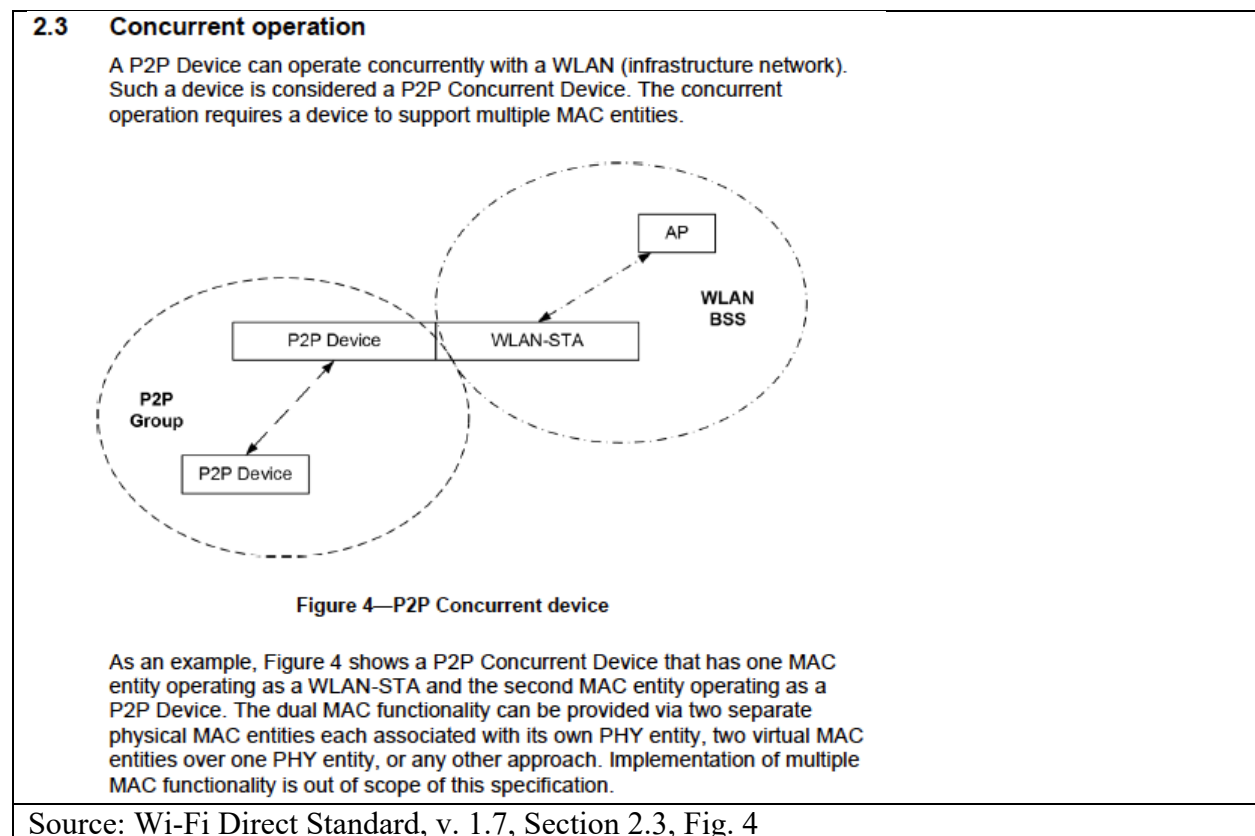 2.3 Concurrent operation
A P2P Device can operate concurrently with a WLAN (infrastructure network).
Such a device is considered a P2P Concurrent Device. The concurrent
operation requires a device to support multiple MAC entities.
AP
WLAN
BSS
P2P Device
WLAN-STA
P2P
Group
P2P Device
Figure 4—P2P Concurrent device
As an example, Figure 4 shows a P2P Concurrent Device that has one MAC
entity operating as a WLAN-STA and the second MAC entity operating as a
P2P Device. The dual MAC functionality can be provided via two separate
physical MAC entities each associated with its own PHY entity, two virtual MAC
entities over one PHY entity, or any other approach. Implementation of multiple
MAC functionality is out of scope of this specification.
Source: Wi-Fi Direct Standard, v. 1.7, Section 2.3, Fig. 4